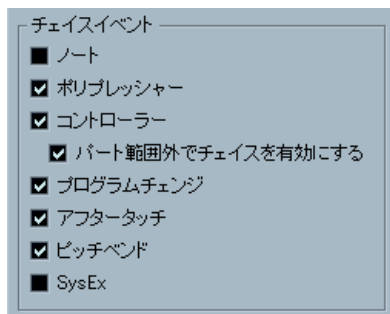 チェイスイベント
ノート
ポリプレッシャー
コントローラー
パート範囲外でチェイスを有効にする
プログラムチェンジ
アフタータッチ
ピッチベンド
SysEx